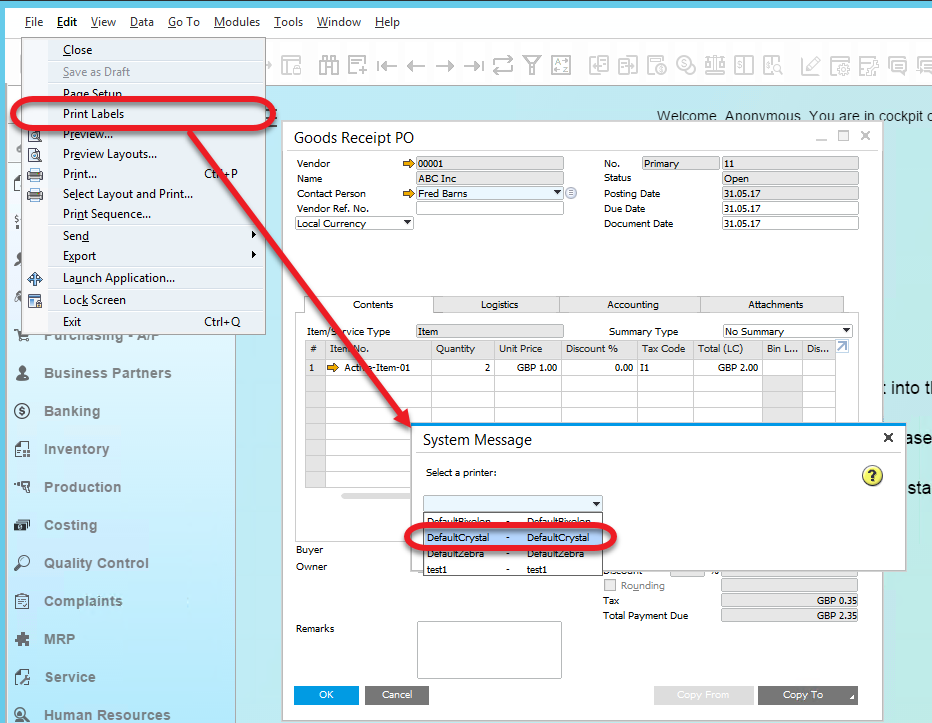 File Edit View Data Go To Modules Tools Window Help
Close
Save as Draft
Page Setup
Print Labels
Preview...
Preview Layouts...
Print... Ctrl+P
Select Layout and Print...
Print Sequence...
Send
Export
Launch Application...
Lock Screen
Exit Ctrl+Q
Purchasing - A/P
Business Partners
Banking
Inventory
Production
Costing
Quality Control
Complaints
MRP
Service
Human Resources
Welcome Anonymous You are in cockpit
Goods Receipt PO
Vendor 00001 No. Primary 11
Name ABC Inc Status Open
Contact Person Fred Barns Posting Date 31.05.17
Vendor Ref. No. Due Date 31.05.17
Local Currency Document Date 31.05.17
Contents Logistics Accounting Attachments
Item/Service Type Item Summary Type No Summary
# Item No. Quantity Unit Price Discount % Tax Code Total (LC) Bin L... Dis...
1 Active-Item-01 2 GBP 1.00 0.00 I1 GBP 2.00
into
System Message
Select a printer:
?
DefaultBixolon - DefaultBixolon
DefaultCrystal - DefaultCrystal
DefaultZebra - DefaultZebra
test1 - test1
Buyer
Owner
Discount %
Rounding
Tax GBP 0.35
Total Payment Due GBP 2.35
Remarks
OK Cancel Copy From Copy To